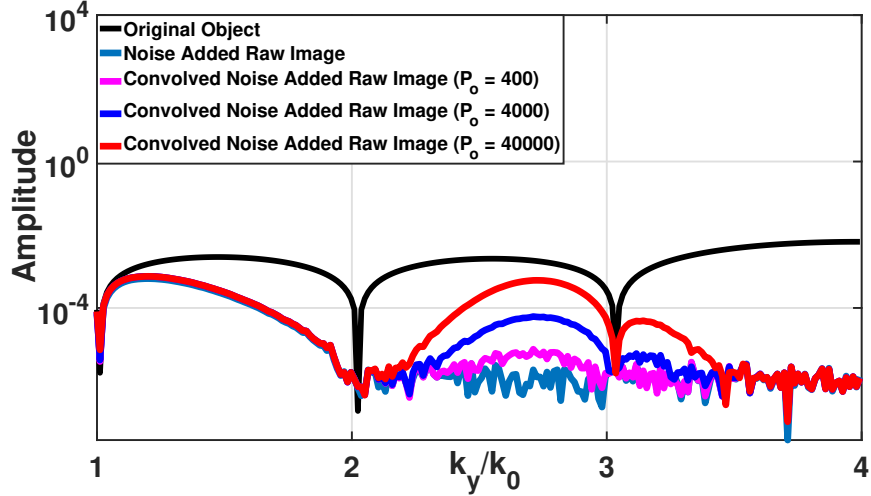 10^4
10^0
10^-4
Amplitude
Original Object
Noise Added Raw Image
Convolved Noise Added Raw Image (P_o = 400)
Convolved Noise Added Raw Image (P_o = 4000)
Convolved Noise Added Raw Image (P_o = 40000)
1 2 3 4
k_y/k_0